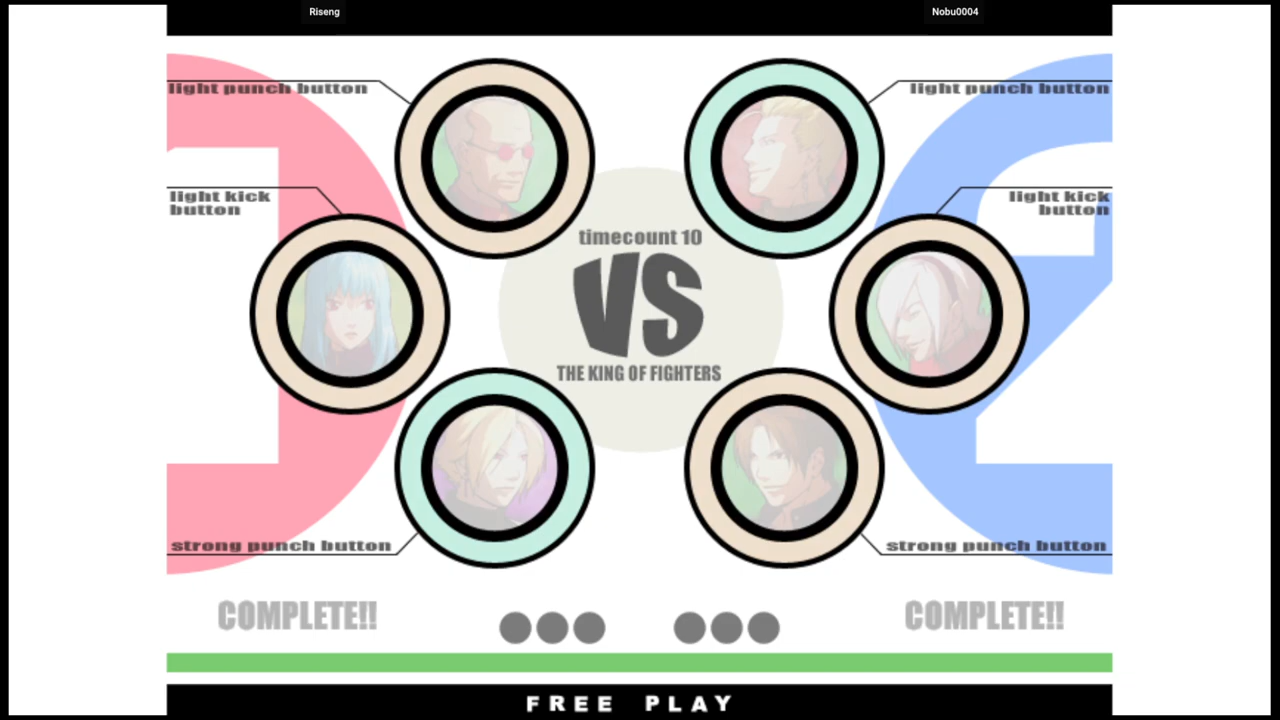 Riseng
Nobu0004
light punch button
light punch button
light kick
button
light kick
button
timecount 10
VS
THE KING OF FIGHTERS
strong punch button
strong punch button
COMPLETE!!
COMPLETE!!
FREE PLAY